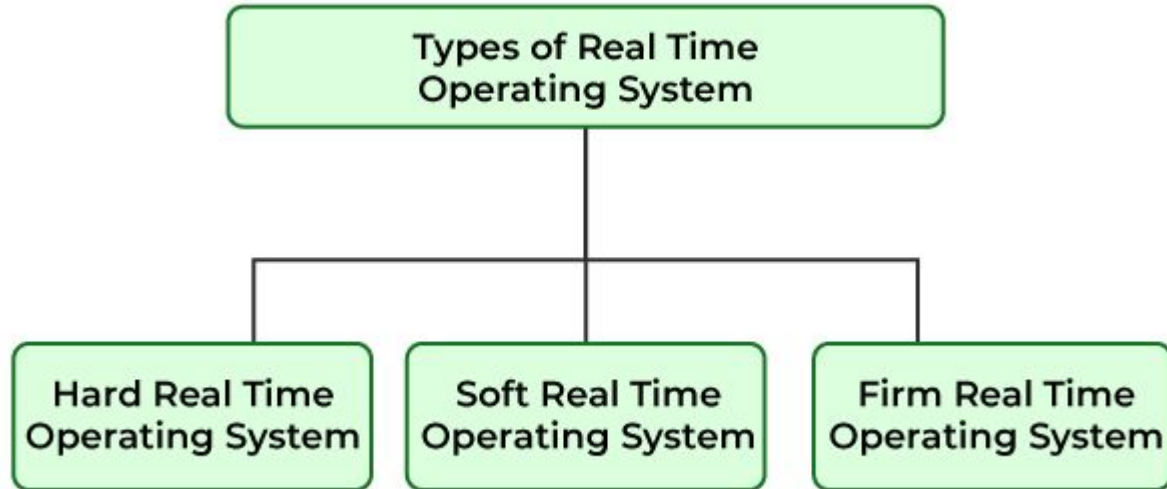 Types of Real Time
Operating System
Hard Real Time
Operating System
Soft Real Time
Operating System
Firm Real Time
Operating System